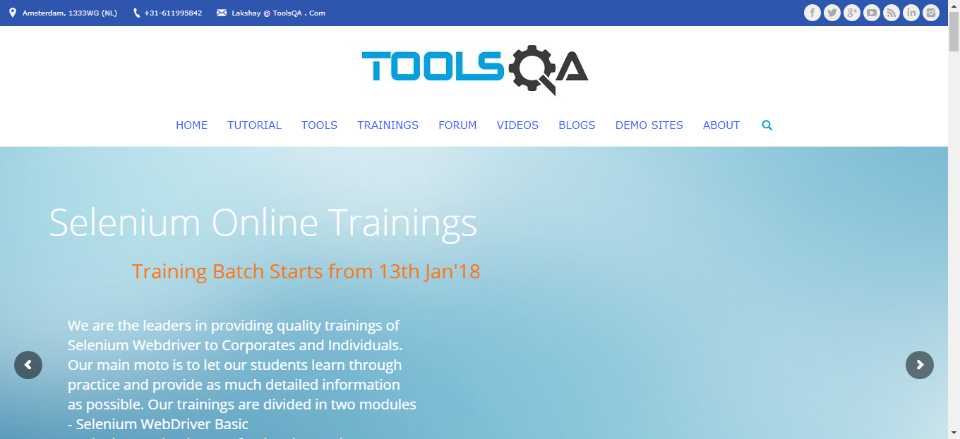 Amsterdam, 1333WG (NL) +31-611995842 Lakshay @ ToolsQA . Com
TOOLSQA
HOME TUTORIAL TOOLS TRAININGS FORUM VIDEOS BLOGS DEMO SITES ABOUT
Selenium Online Trainings
Training Batch Starts from 13th Jan'18
We are the leaders in providing quality trainings of
Selenium Webdriver to Corporates and Individuals.
Our main moto is to let our students learn through
practice and provide as much detailed information
as possible. Our trainings are divided in two modules
- Selenium WebDriver Basic